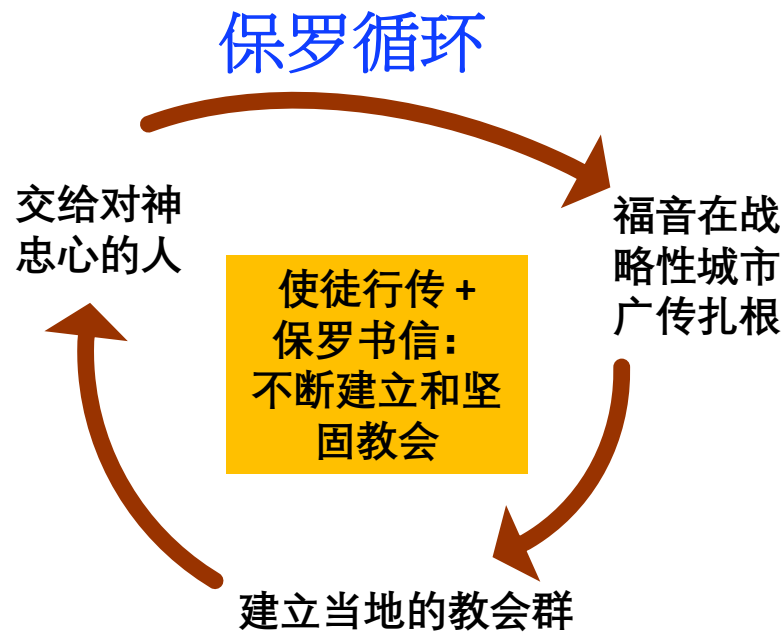 保罗循环
交给对神
忠心的人
福音在战
略性城市
广传扎根
使徒行传 +
保罗书信:
不断建立和坚
固教会
建立当地的教会群